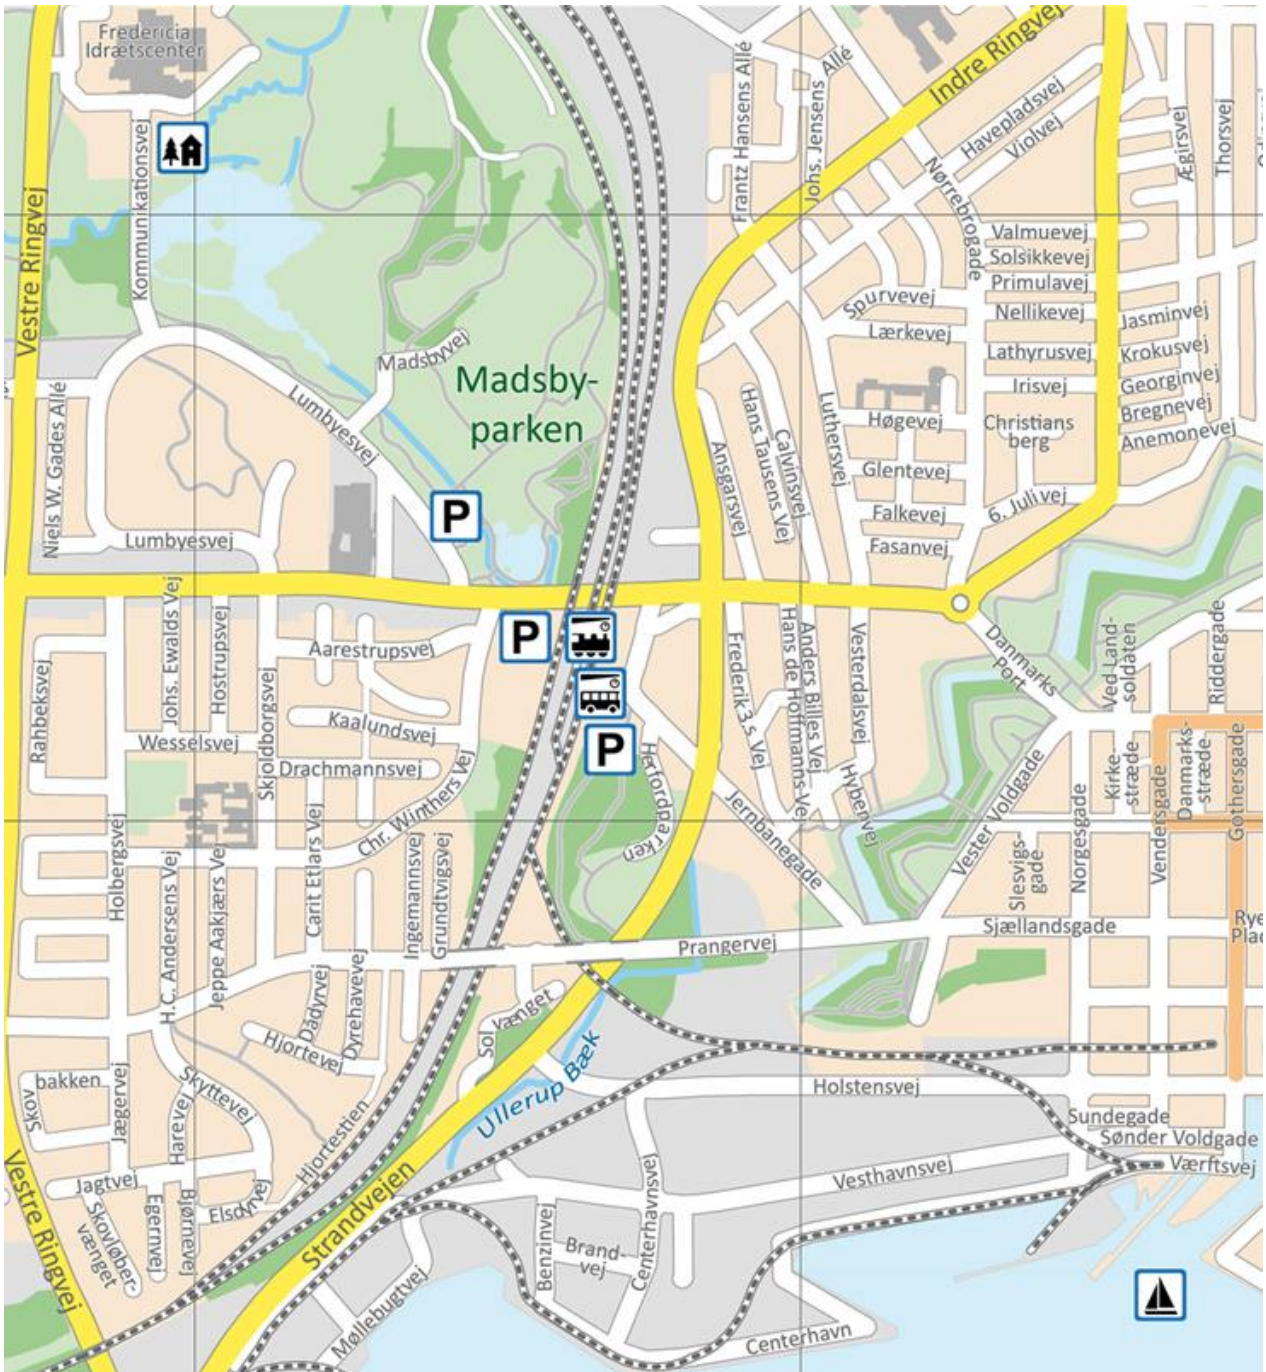 Fredericia
Idrætscenter
Kommunikationsvej
Vestre Ringvej
Frantz Hansens Allé
Johs. Jensens Allé
Indre Ringvej
Havepladsvej
Violvej
Nørrebrogade
Ægirsvej
Thorsvej
Valmuevej
Solsikkevej
Primulavej
Nellikevej
Lathyrusvej
Irisvej
Christians
berg
Spurvevej
Lærkevej
Høgevej
Glentevej
Falkevej
Fasanvej
6. Juli vej
Jasminvej
Krokusvej
Georginvej
Bregnevej
Anemonevej
Madsbyvej
Madsby-
parken
Lumbyesvej
Niels W. Gades Allé
Lumbyesvej
P
Luthersvej
Calvinsvej
Hans Tausens Vej
Ansgarsvej
Rahbeksvej
Johs. Ewalds Vej
Hostrupsvej
Skjoldborgsvej
Aarestrupsvej
Kaalundsvej
Wesselsvej
Drachmannsvej
Chr. Winthers Vej
P
P
Herfordparken
Jernbanegade
Frederik 3.s Vej
Hans de Hoffmanns Vej
Anders Billes Vej
Vesterdalsvej
Hybenvej
Danmarks
Port
Ved Land-
soldaten
Riddergade
Vester Voldgade
Norgesgade
Kirke-
stræde
Vendersgade
Danmarks-
stræde
Gothersgade
Slesvigs-
gade
Sjællandsgade
Prangervej
Holbergsvej
H.C. Andersens Vej
Jeppe Aakjærs Vej
Carit Etlars Vej
Ingemannsvej
Grundtvigsvej
Dådyrvej
Dyrehavevej
Hjortevej
Sol
vænget
Ullerup Bæk
Skov
bakken
Jægervej
Skyttevej
Harevej
Hjortestien
Jagtvej
Skovløber-
vænget
Egernvej
Bjørnevej
Elsdyrvej
Vestre Ringvej
Strandvejen
Møllebugtvej
Holstensvej
Centerhavnsvej
Vesthavnsvej
Benzinvej
Brand-
vej
Centerhavn
Sundegade
Sønder Voldgade
Værftsvej